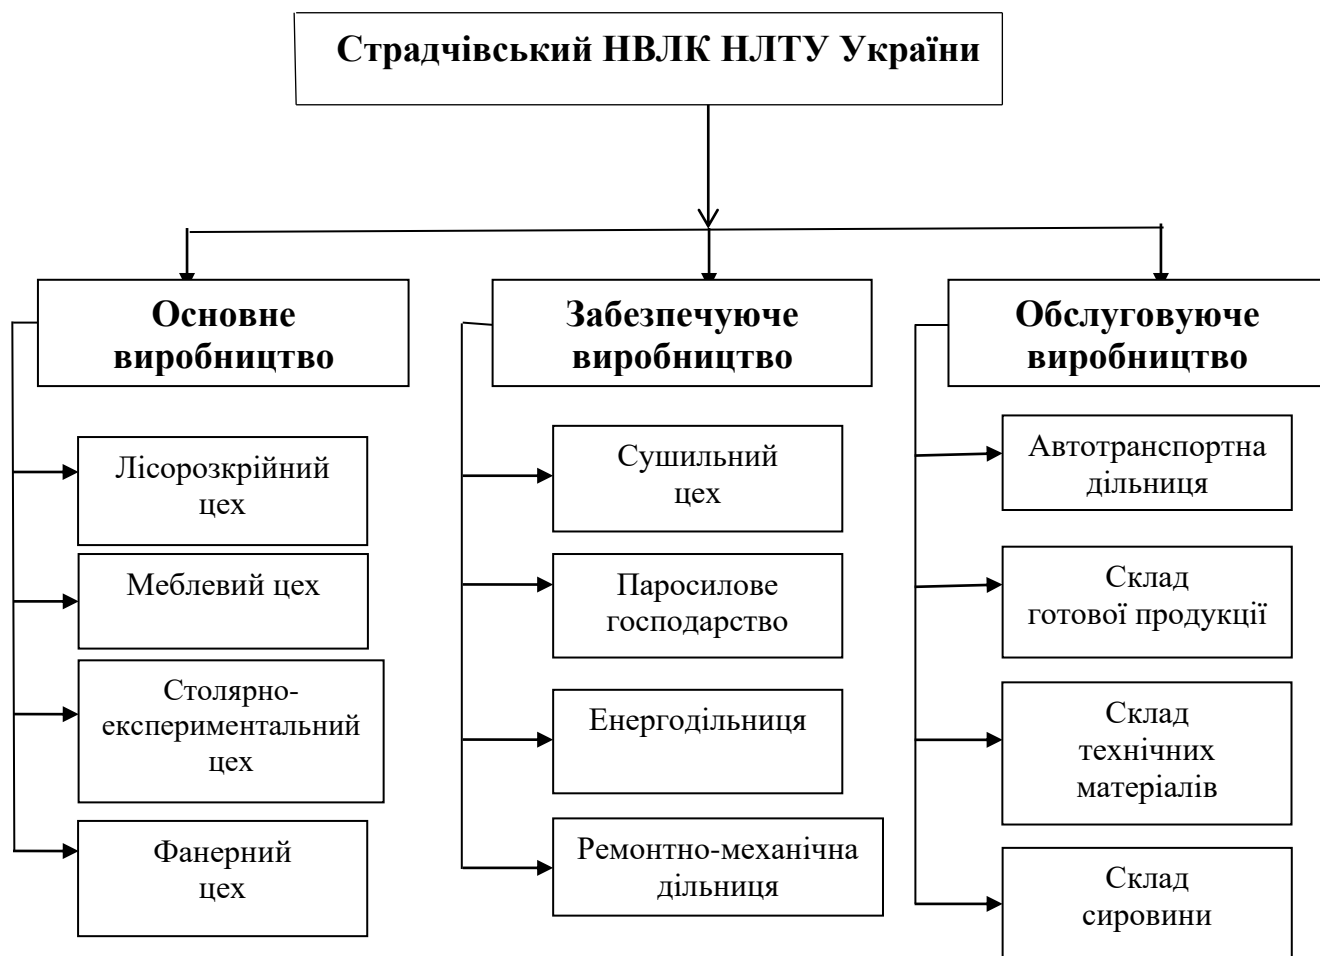 Страдчівський НВЛК НЛТУ України
Основне
виробництво
Лісорозкрійний
цех
Меблевий цех
Столярно-
експериментальний
цех
Фанерний
цех
Забезпечуюче
виробництво
Сушильний
цех
Паросилове
господарство
Енергодільниця
Ремонтно-механічна
дільниця
Обслуговуюче
виробництво
Автотранспортна
дільниця
Склад
готової продукції
Склад
технічних
матеріалів
Склад
сировини